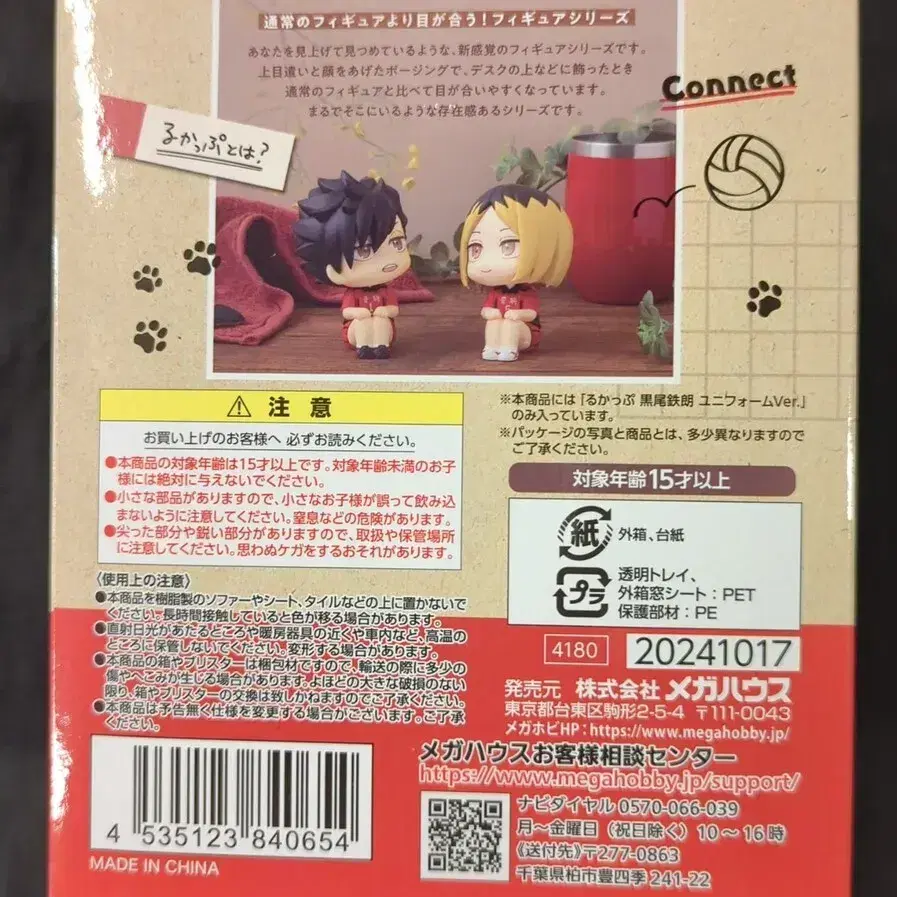 通常のフィギュアより目が合う!フィギュアシリーズ
あなたを見上げて見つめているような、新感覚のフィギュアシリーズです。
上目遣いと顔をあげたポージングで、デスクの上などに飾ったとき
通常のフィギュアと比べて目が合いやすくなっています。
まるでそこにいるような存在感あるシリーズです。
Connect
るかっぷとは?
⚠ 注意
お買い上げのお客様へ 必ずお読みください。
●本商品の対象年齢は15才以上です。対象年齢未満のお子
様には絶対に与えないでください。
●小さな部品がありますので、小さなお子様が誤って飲み込
まないように注意してください。窒息などの危険があります。
●尖った部分や鋭い部分がありますので、取扱や保管場所
に注意してください。思わぬケガをするおそれがあります。
〈使用上の注意〉
●本商品を樹脂製のソファーやシート、タイルなどの上に置かないで
ください。長時間接触していると色が移る場合があります。
●直射日光があたるところや暖房器具の近くや車内など、高温の
ところに保管しないでください。変形する場合があります。
●本商品の箱やブリスターは梱包材ですので、輸送の際に多少の
傷やへこみが生じる場合があります。よほどの大きな破損のない
限り、箱やブリスターの交換は致しかねますのでご了承ください。
●本商品は予告無く仕様を変更する場合がございます。ご了承
ください。
4 535123 840654
MADE IN CHINA
※本商品には「るかっぷ 黒尾鉄朗 ユニフォームVer.」
のみ入っています。
※パッケージの写真と商品とは、多少異なりますので
ご了承ください。
対象年齢15才以上
紙
外箱、台紙
プラ
透明トレイ、
外箱窓シート:PET
保護部材:PE
4180
20241017
発売元 株式会社 メガハウス
東京都台東区駒形2-5-4 〒111-0043
メガホビHP:https://www.megahobby.jp/
メガハウスお客様相談センター
https://www.megahobby.jp/support/
ナビダイヤル 0570-066-039
月〜金曜日(祝日除く)10〜16時
《送付先》〒277-0863
千葉県柏市豊四季241-22